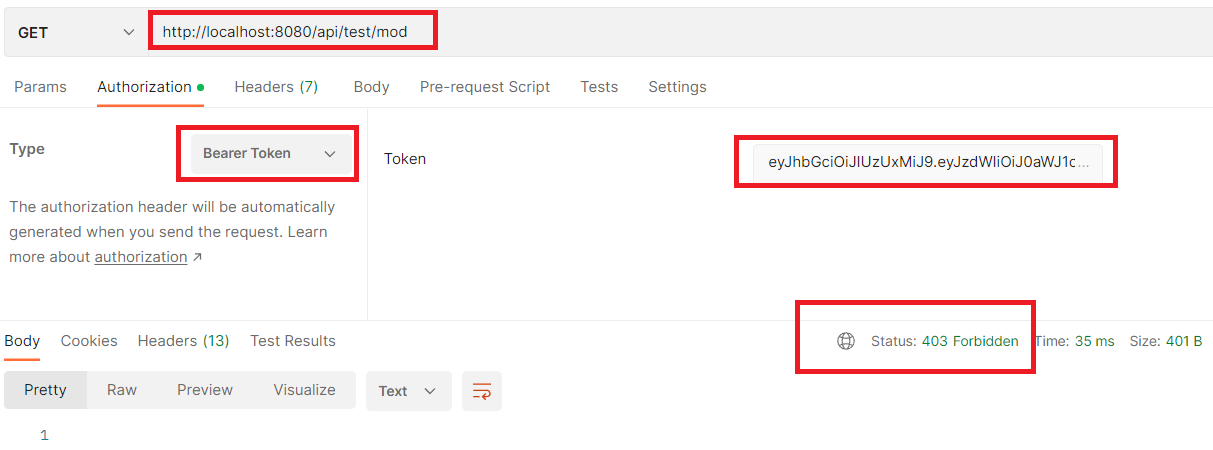 GET http://localhost:8080/api/test/mod
Params Authorization Headers (7) Body Pre-request Script Tests Settings
Type Bearer Token
Token eyJhbGciOiJIUzUxMiJ9.eyJzdWIiOiJ0aWJ1c...
The authorization header will be automatically
generated when you send the request. Learn
more about authorization ↗
Body Cookies Headers (13) Test Results Status: 403 Forbidden Time: 35 ms Size: 401 B
Pretty Raw Preview Visualize Text
1